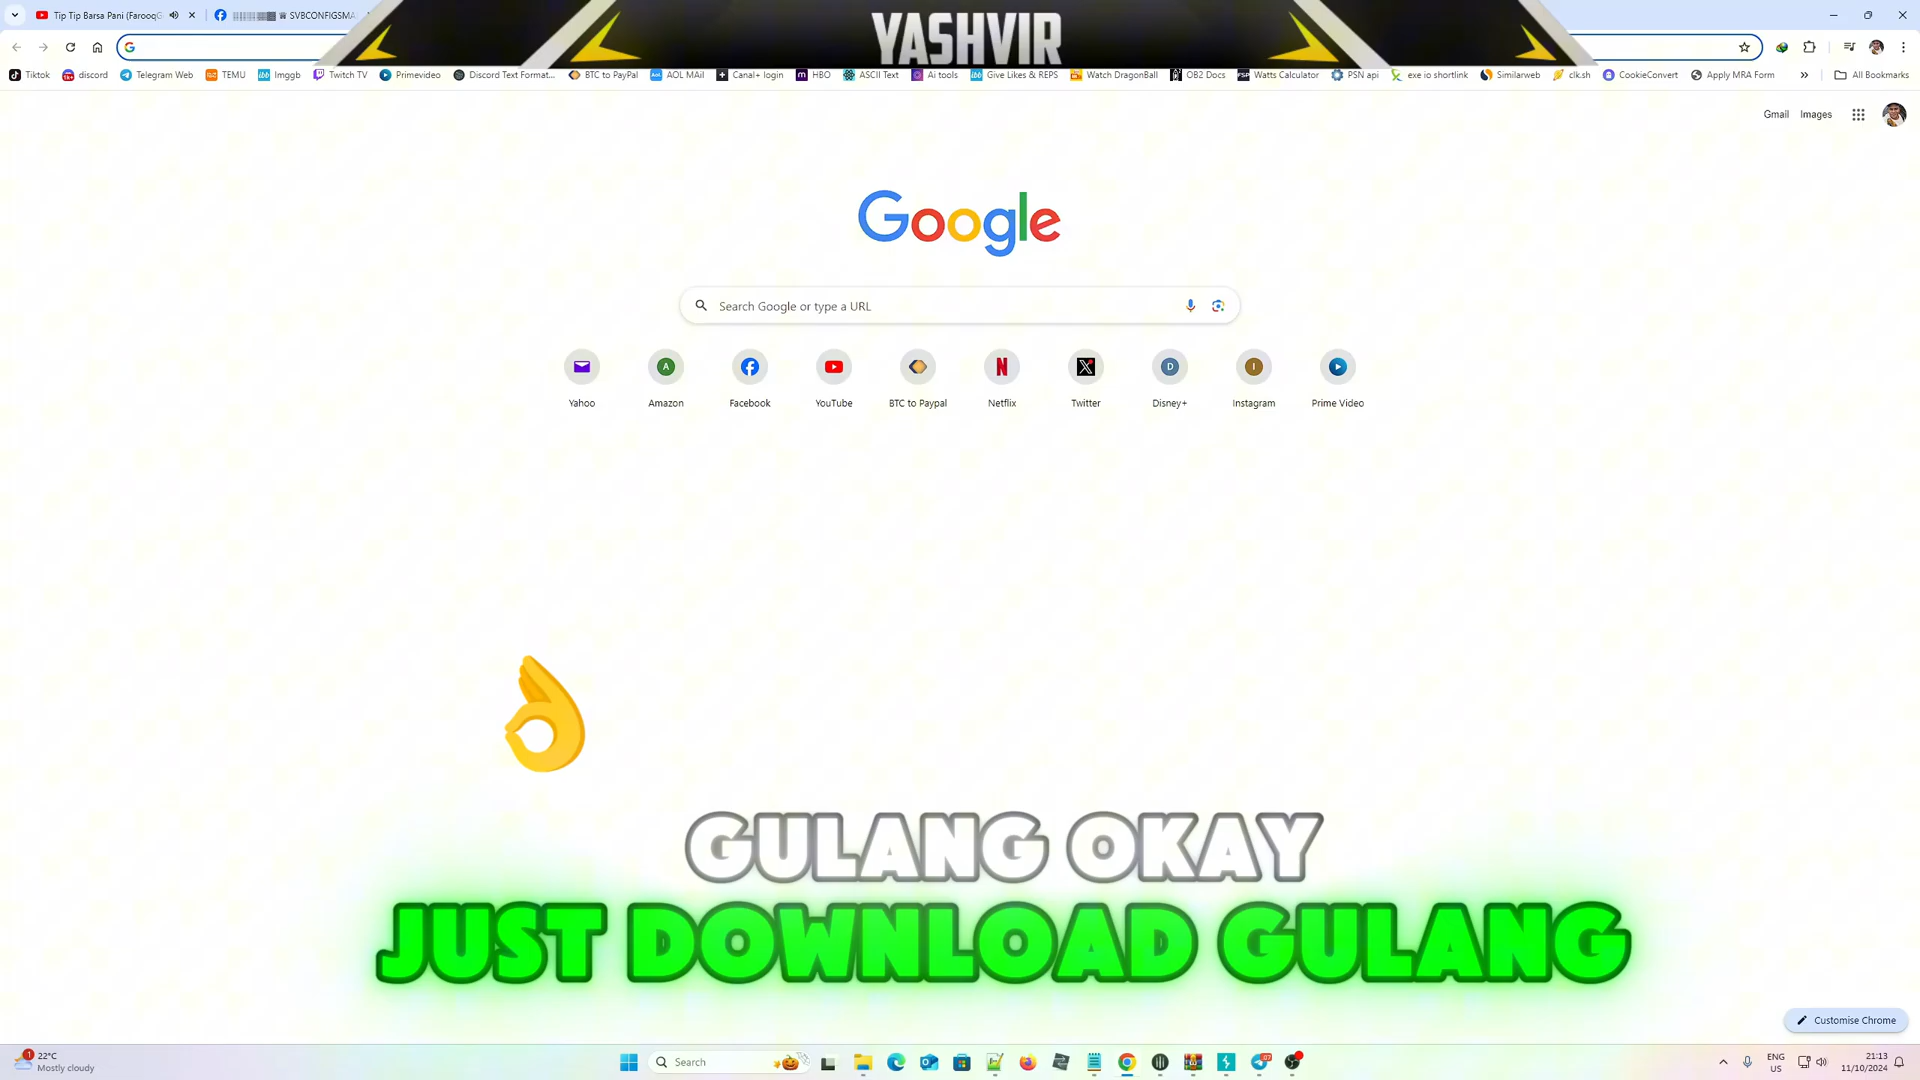 Tip Tip Barsa Pani (FarooqG
SVBCONFIGSMA
YASHVIR
Tiktok discord Telegram Web TEMU Imggb Twitch TV Primevideo Discord Text Format... BTC to PayPal AOL MAil Canal+ login HBO ASCII Text Ai tools Give Likes & REPS Watch DragonBall OB2 Docs Watts Calculator PSN api exe io shortlink Similarweb clk.sh CookieConvert Apply MRA Form All Bookmarks
Gmail Images
Google
Search Google or type a URL
A D I
Yahoo Amazon Facebook YouTube BTC to Paypal Netflix Twitter Disney+ Instagram Prime Video
GULANG OKAY
JUST DOWNLOAD GULANG
Customise Chrome
22°C
Mostly cloudy
Search
ENG
US
21:13
11/10/2024